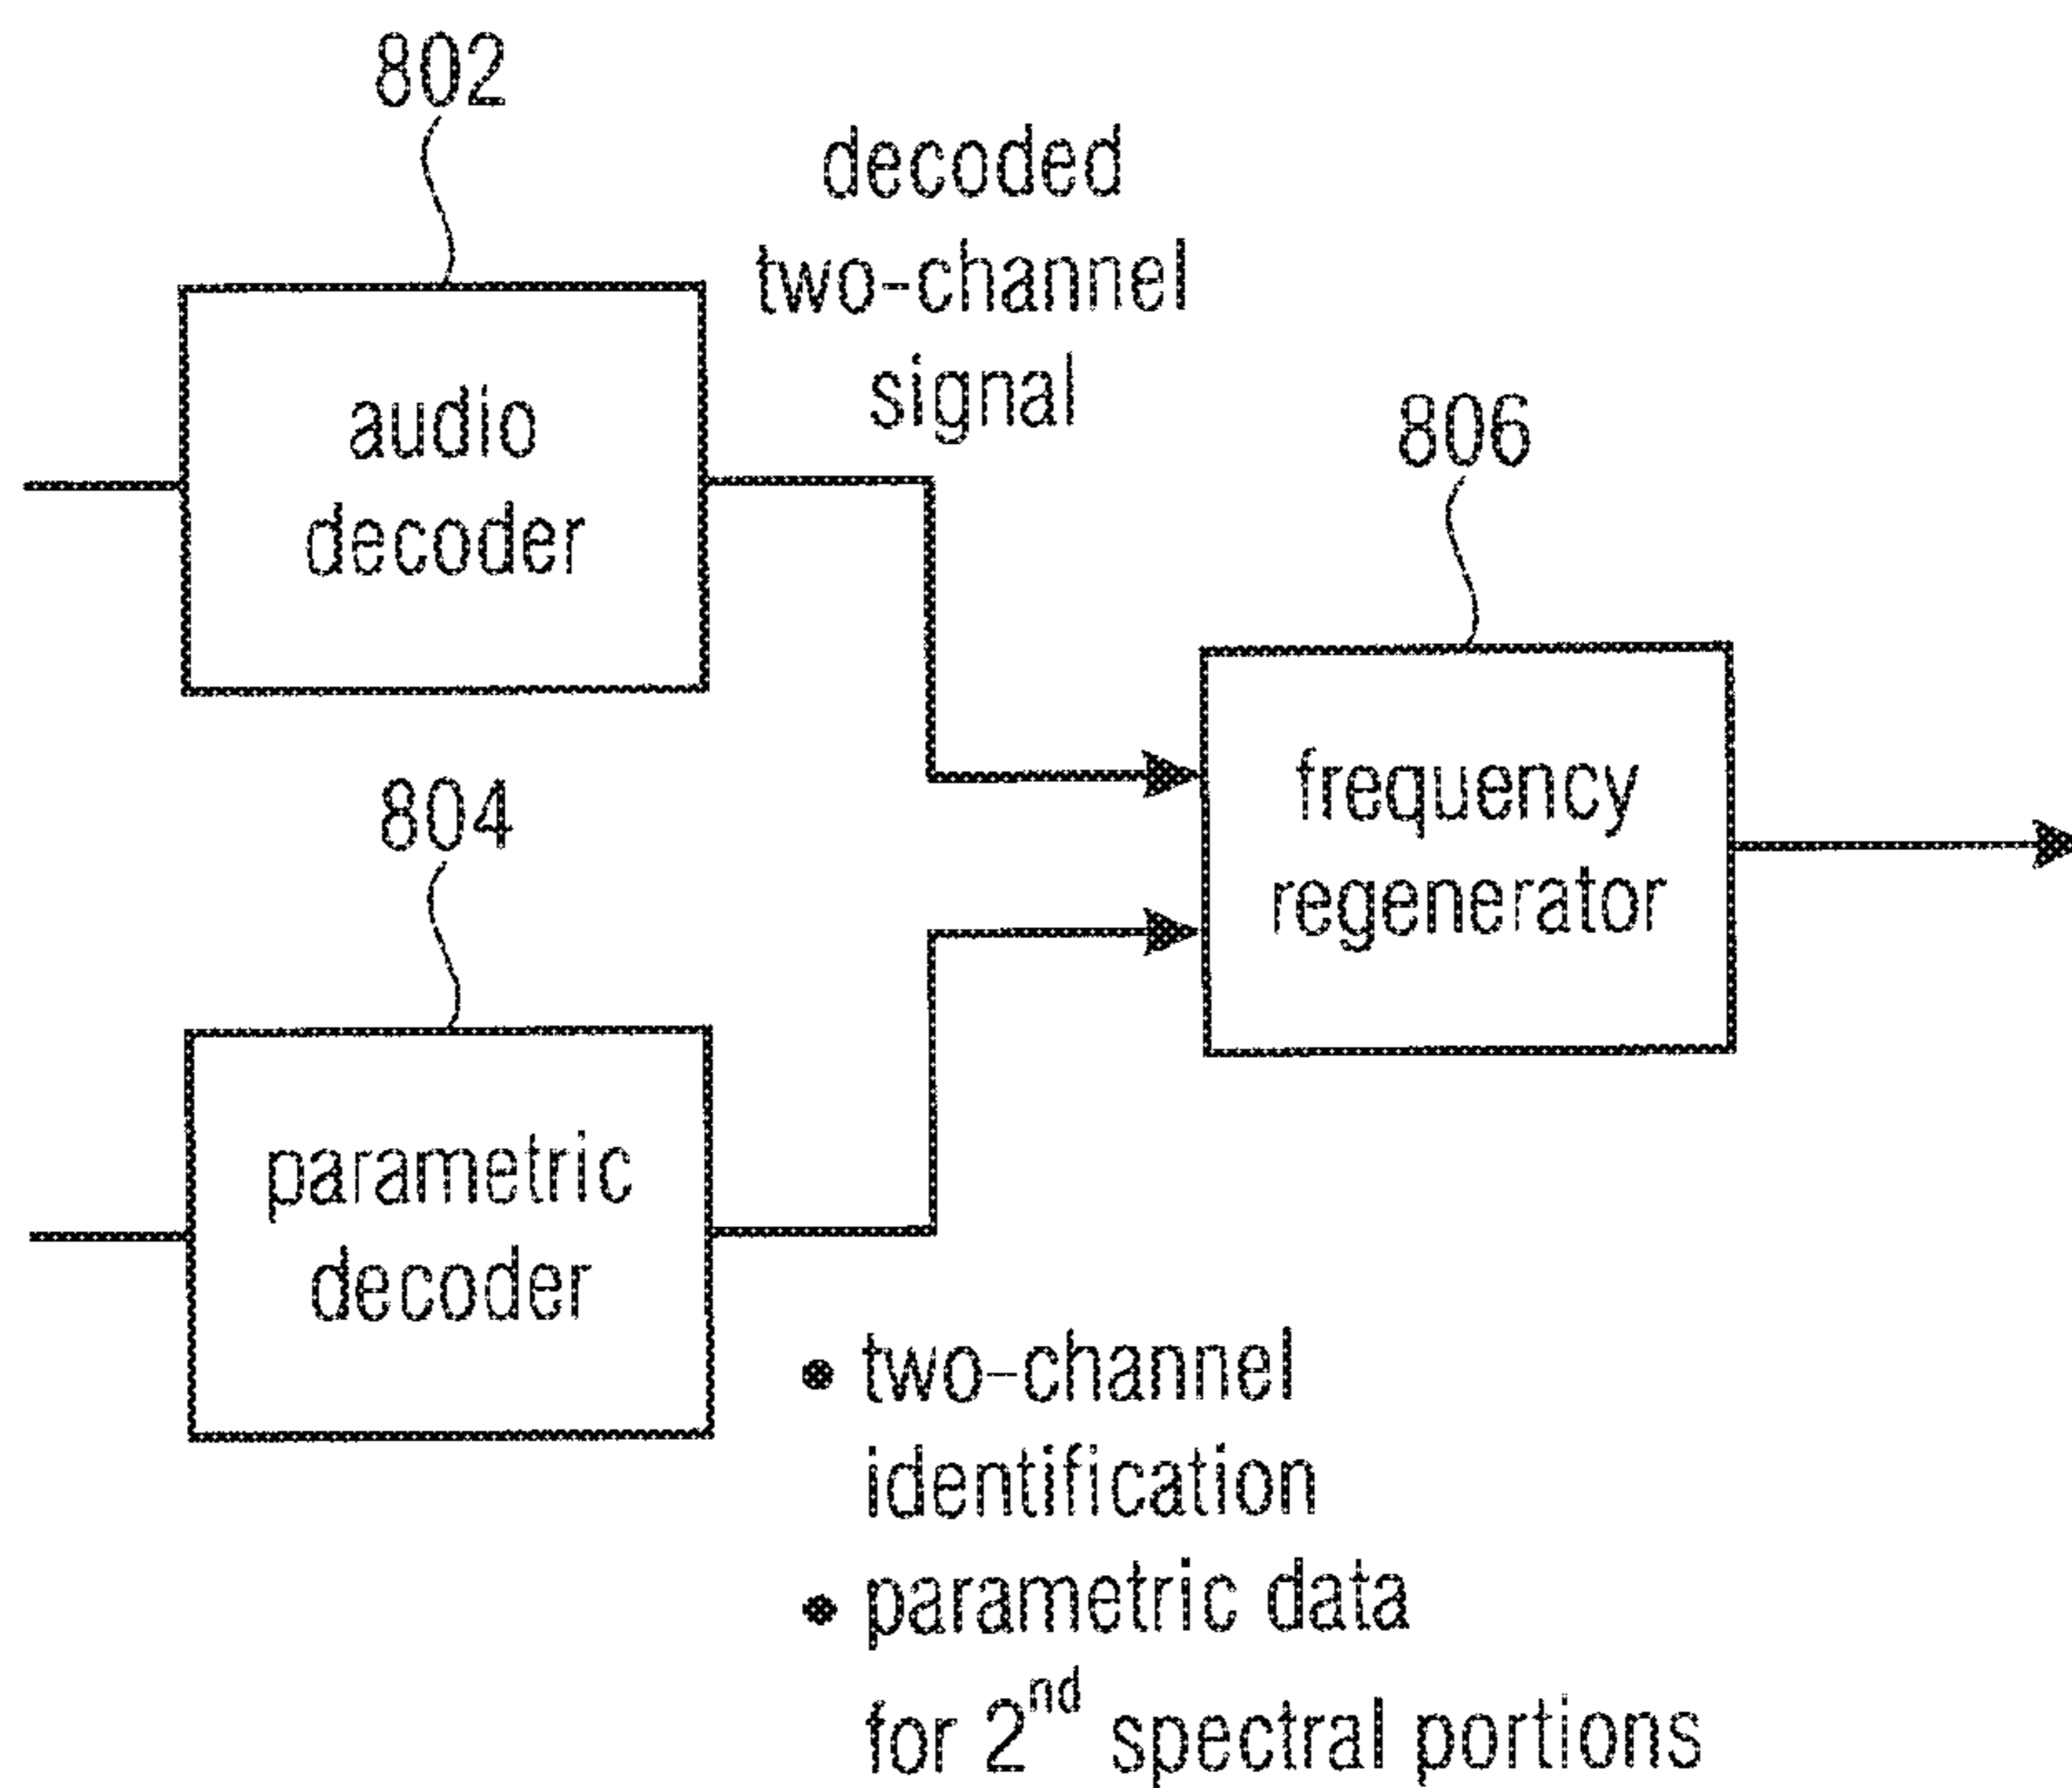 802
decoded
two-channel
signal
audio
decoder
806
frequency
regenerator
804
parametric
decoder
• two-channel
identification
• parametric data
for 2nd spectral portions